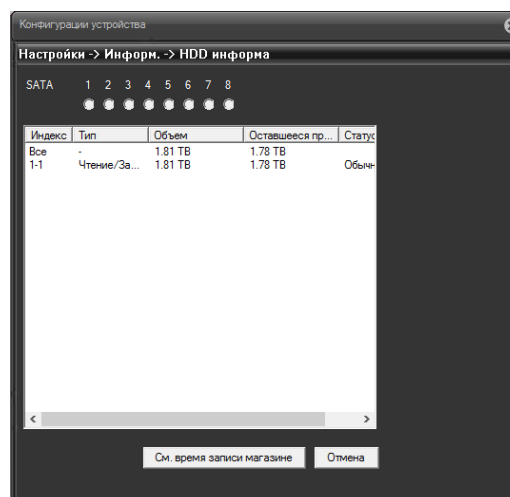 Конфигурации устройства
Настройки -> Информ. -> HDD информа
SATA 1 2 3 4 5 6 7 8
Индекс Тип Объем Оставшееся пр... Статус
Все - 1.81 TB 1.78 TB
1-1 Чтение/За... 1.81 TB 1.78 TB Обычн
См. время записи магазине Отмена